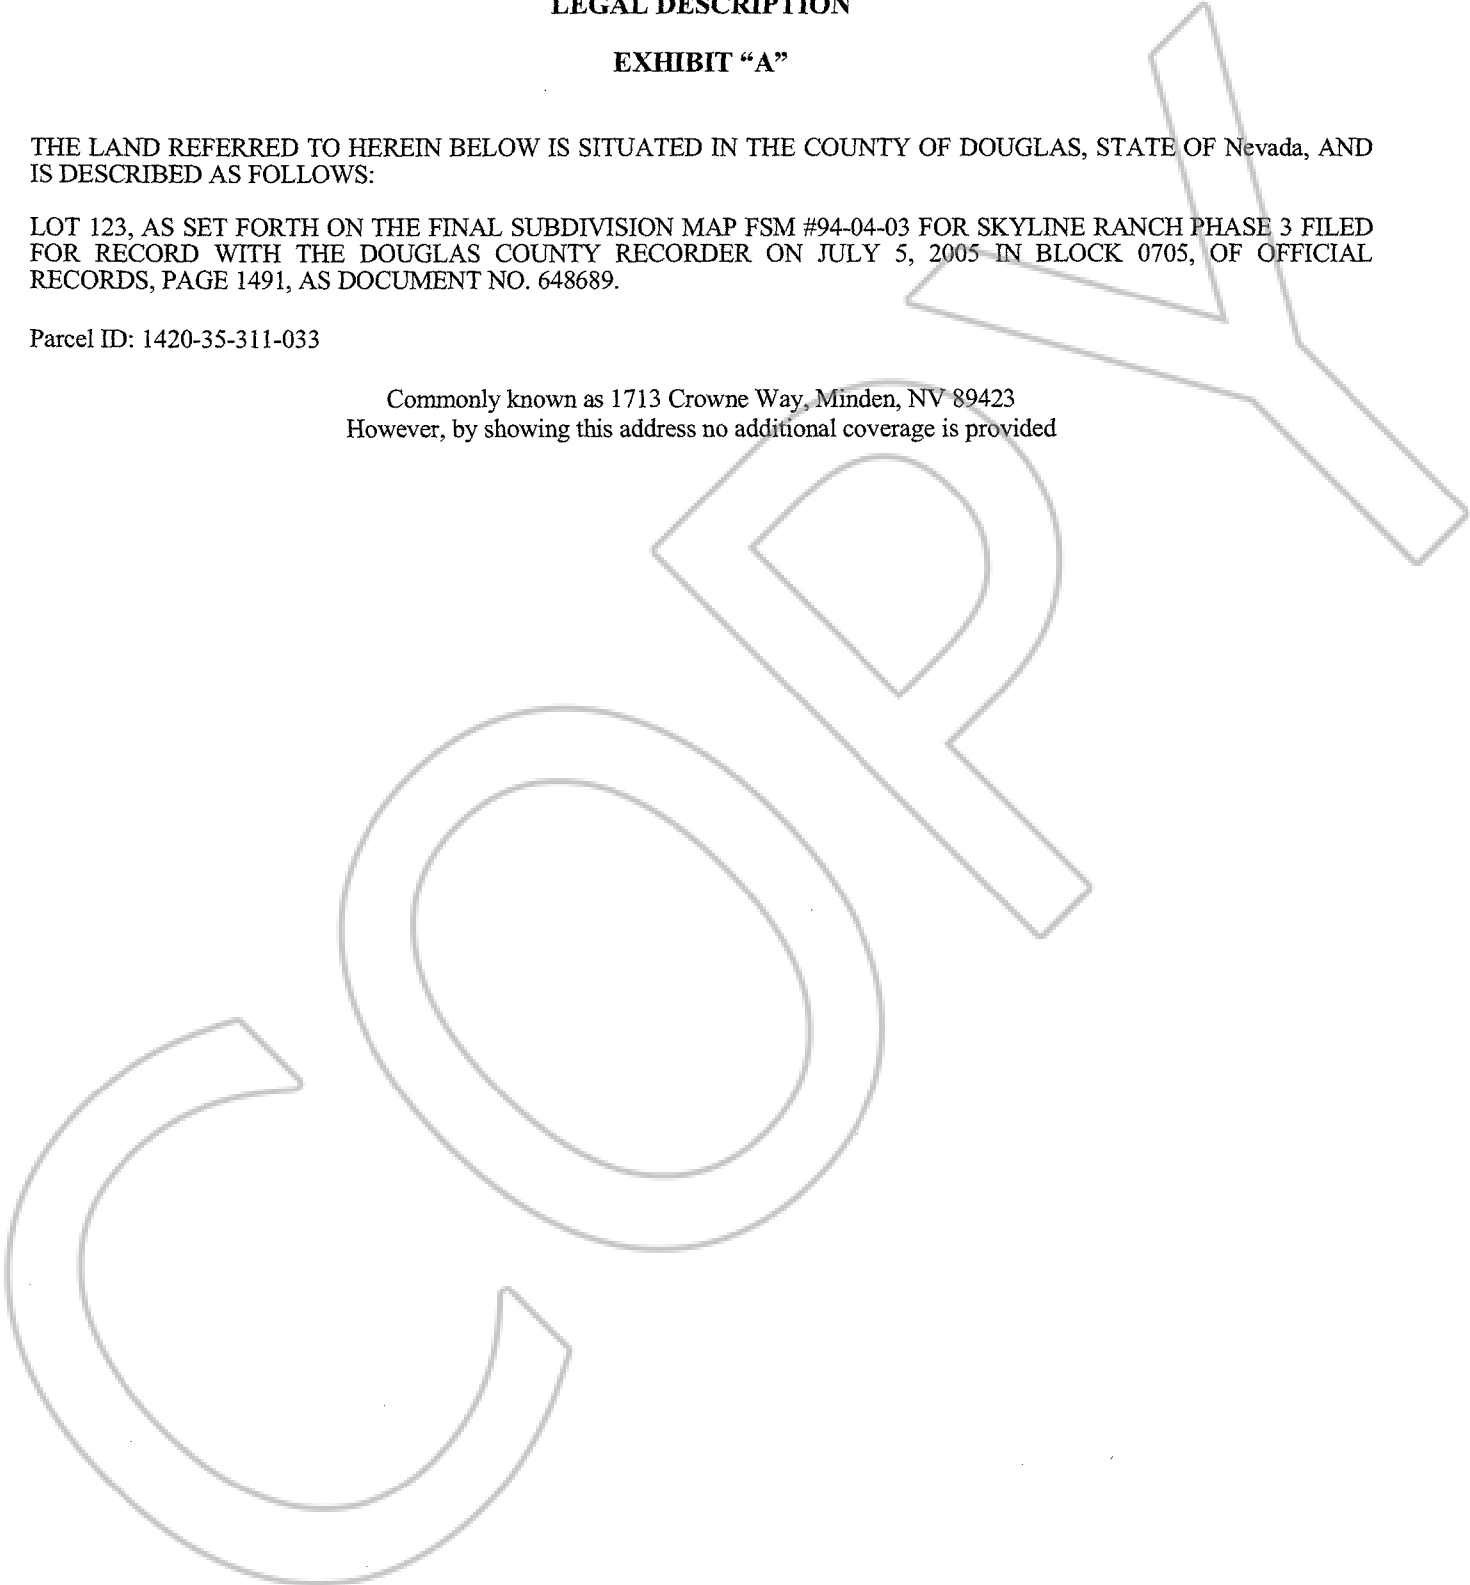 LEGAL DESCRIPTION
EXHIBIT “A”
THE LAND REFERRED TO HEREIN BELOW IS SITUATED IN THE COUNTY OF DOUGLAS, STATE OF Nevada, AND
IS DESCRIBED AS FOLLOWS:
LOT 123, AS SET FORTH ON THE FINAL SUBDIVISION MAP FSM #94-04-03 FOR SKYLINE RANCH PHASE 3 FILED
FOR RECORD WITH THE DOUGLAS COUNTY RECORDER ON JULY 5, 2005 IN BLOCK 0705, OF OFFICIAL
RECORDS, PAGE 1491, AS DOCUMENT NO. 648689.
Parcel ID: 1420-35-311-033
Commonly known as 1713 Crowne Way, Minden, NV 89423
However, by showing this address no additional coverage is provided
COPY